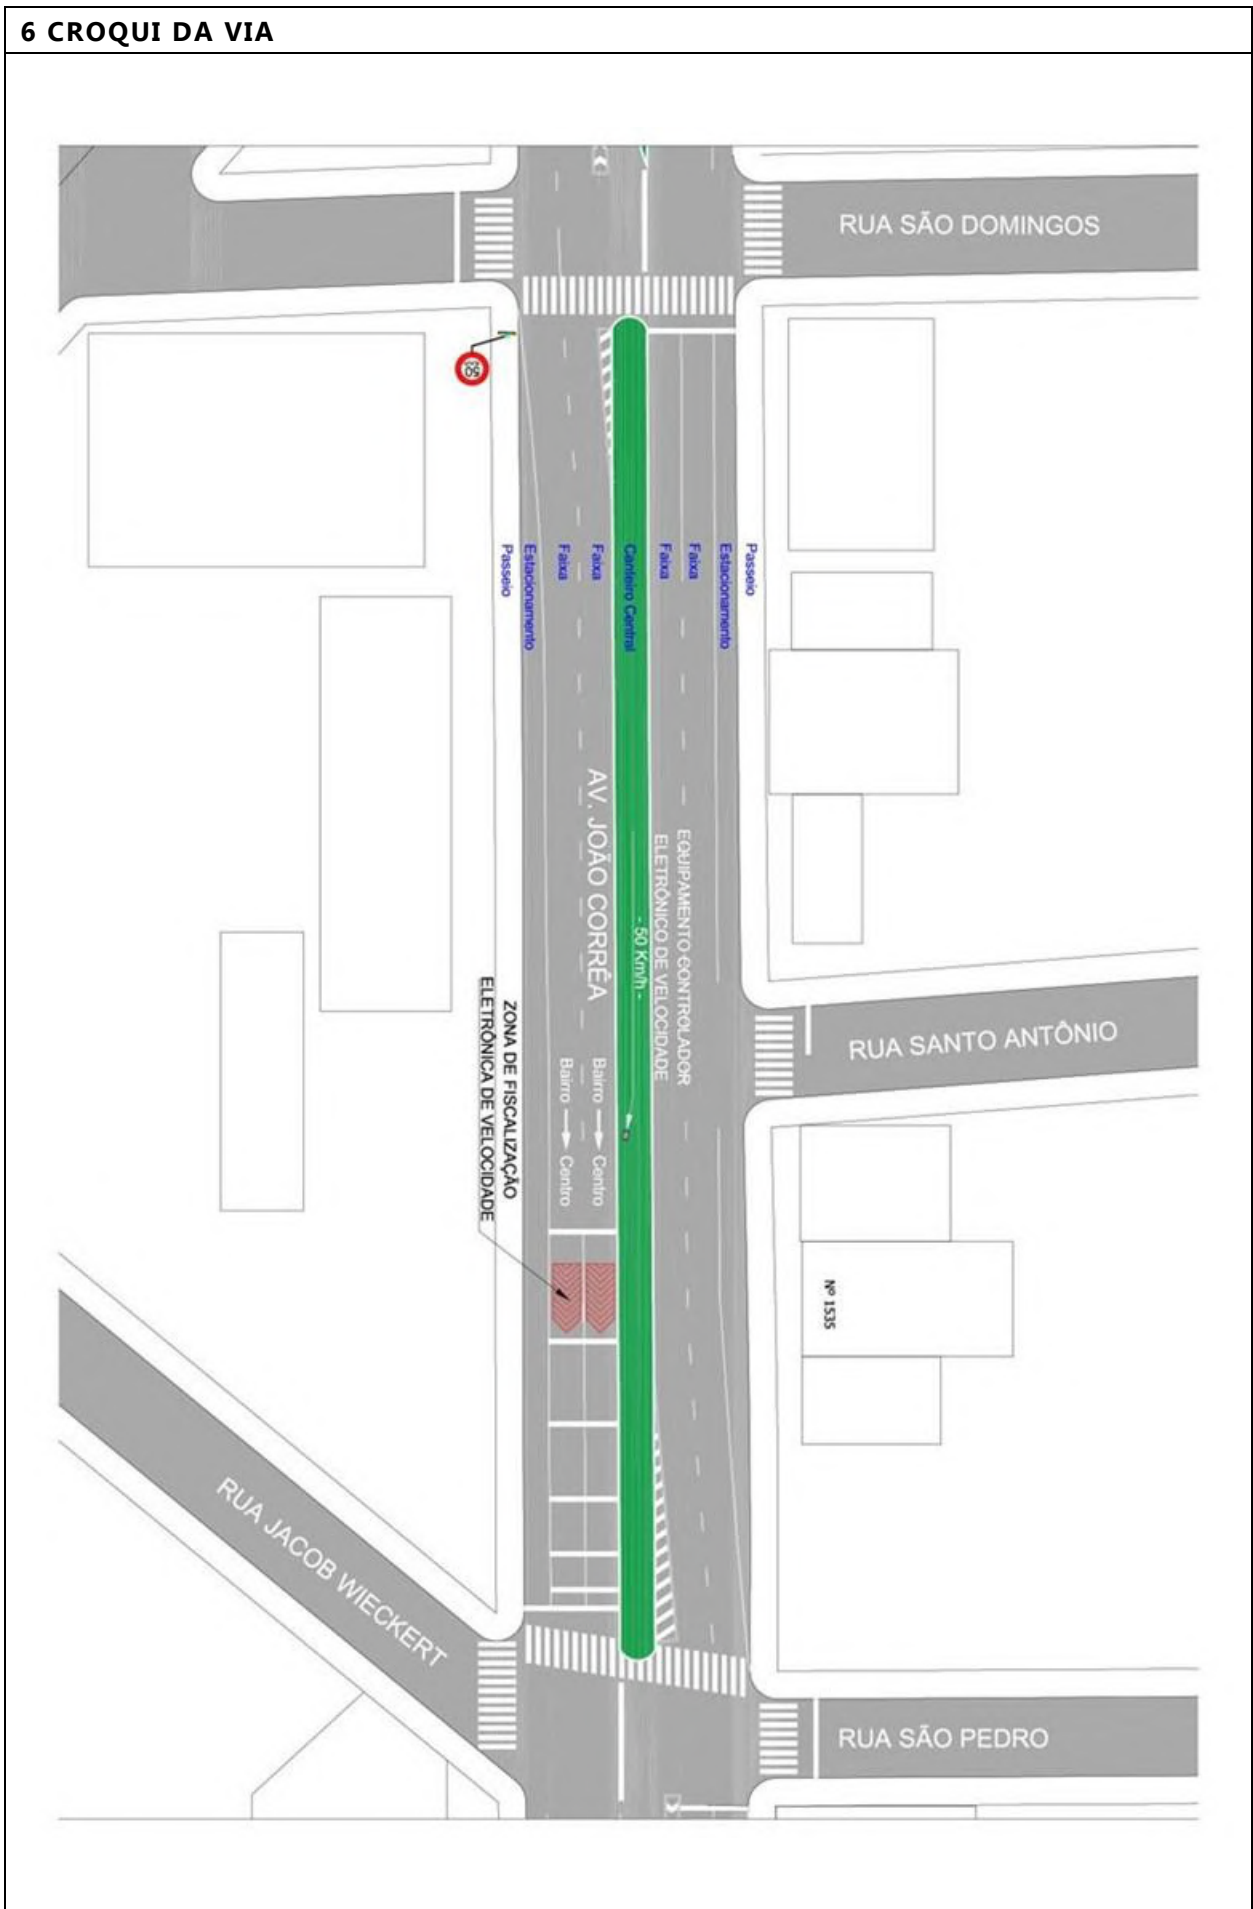 6 CROQUI DA VIA
RUA SÃO DOMINGOS
50
Passeio
Estacionamento
Faixa
Faixa
Canteiro Central
Faixa
Faixa
Estacionamento
Passeio
AV. JOÃO CORRÊA
- 50 Km/h -
EQUIPAMENTO CONTROLADOR
ELETRÔNICO DE VELOCIDADE
ZONA DE FISCALIZAÇÃO
ELETRÔNICA DE VELOCIDADE
Bairro → Centro
Bairro → Centro
RUA SANTO ANTÔNIO
Nº 1535
RUA JACOB WIECKERT
RUA SÃO PEDRO